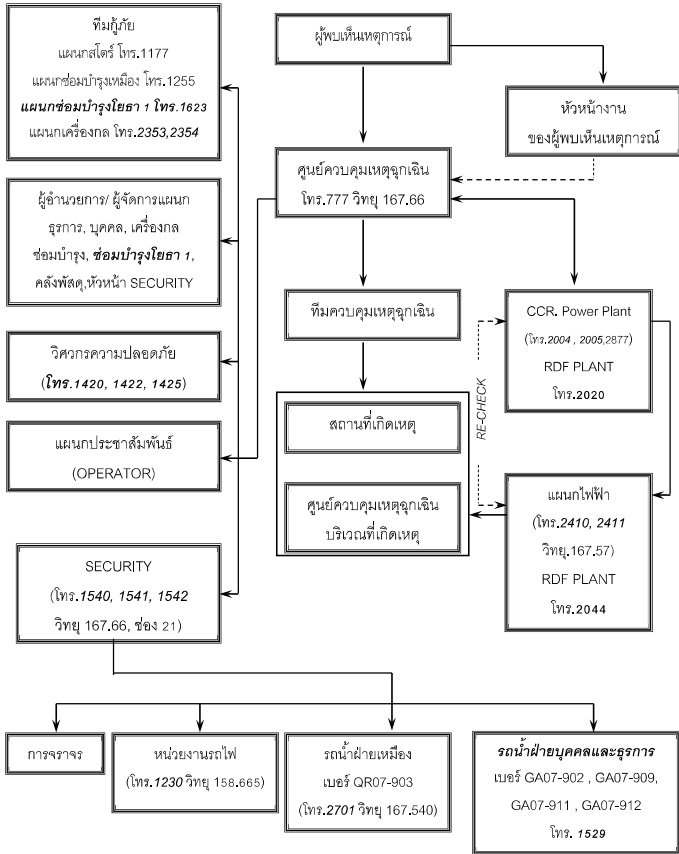 ทีมกู้ภัย
แผนกสโตร์ โทร.1177
แผนกซ่อมบำรุงเหมือง โทร.1255
แผนกซ่อมบำรุงโยธา 1 โทร.1623
แผนกเครื่องกล โทร.2353,2354
ผู้พบเห็นเหตุการณ์
หัวหน้างาน
ของผู้พบเห็นเหตุการณ์
ศูนย์ควบคุมเหตุฉุกเฉิน
โทร.777 วิทยุ 167.66
ผู้อำนวยการ/ ผู้จัดการแผนก
ธุรการ, บุคคล, เครื่องกล
ซ่อมบำรุง, ซ่อมบำรุงโยธา 1,
คลังพัสดุ,หัวหน้า SECURITY
ทีมควบคุมเหตุฉุกเฉิน
CCR. Power Plant
(โทร.2004 , 2005,2877)
RDF PLANT
โทร.2020
วิศวกรความปลอดภัย
(โทร.1420, 1422, 1425)
RE-CHECK
สถานที่เกิดเหตุ
แผนกประชาสัมพันธ์
(OPERATOR)
ศูนย์ควบคุมเหตุฉุกเฉิน
บริเวณที่เกิดเหตุ
แผนกไฟฟ้า
(โทร.2410, 2411
วิทยุ.167.57)
RDF PLANT
โทร.2044
SECURITY
(โทร.1540, 1541, 1542
วิทยุ 167.66, ช่อง 21)
การจราจร
หน่วยงานรถไฟ
(โทร.1230 วิทยุ 158.665)
รถน้ำฝ่ายเหมือง
เบอร์ QR07-903
(โทร.2701 วิทยุ 167.540)
รถน้ำฝ่ายบุคคลและธุรการ
เบอร์ GA07-902 , GA07-909,
GA07-911 , GA07-912
โทร. 1529